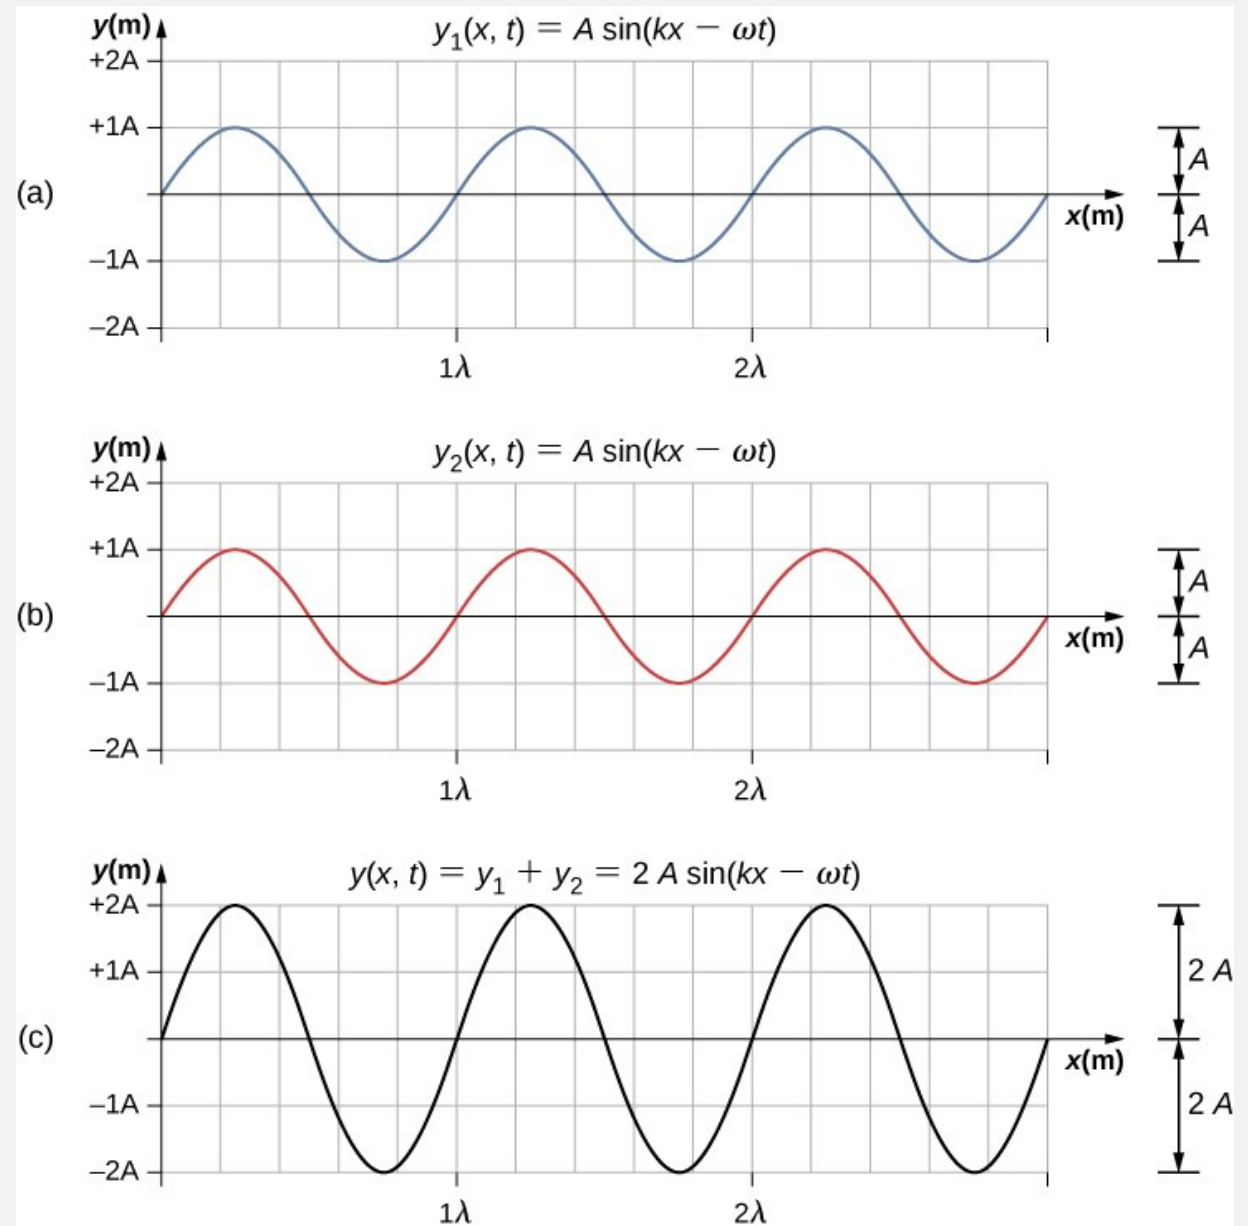 y(m)
y₁(x, t) = A sin(kx − ωt)
+2A
+1A
A
(a)
x(m)
A
–1A
–2A
1λ
2λ
y(m)
y₂(x, t) = A sin(kx − ωt)
+2A
+1A
A
(b)
x(m)
A
–1A
–2A
1λ
2λ
y(m)
y(x, t) = y₁ + y₂ = 2 A sin(kx − ωt)
+2A
+1A
2 A
(c)
x(m)
–1A
2 A
–2A
1λ
2λ